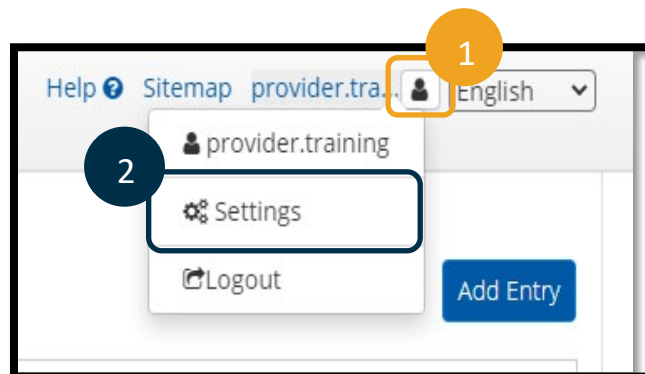 1
Help ? Sitemap provider.tra... English
provider.training
2
Settings
Logout
Add Entry